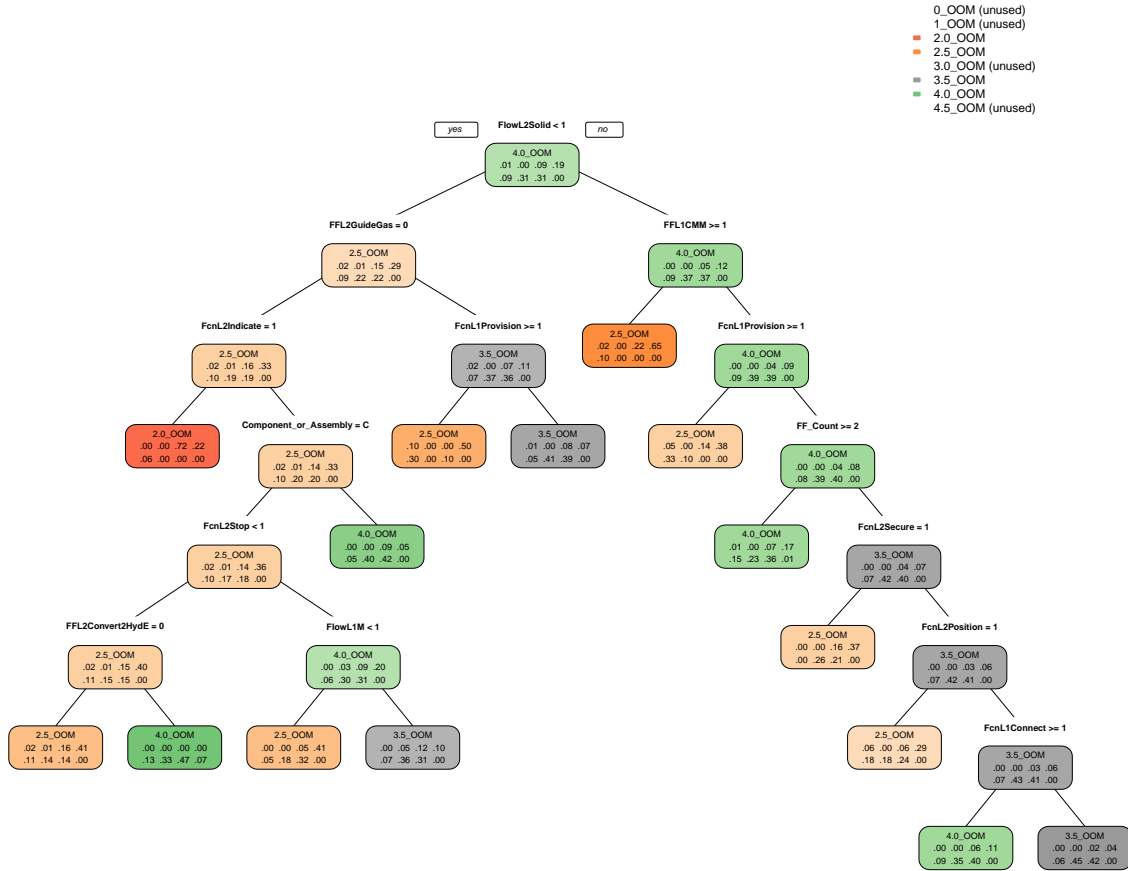 0_OOM (unused)
1_OOM (unused)
2.0_OOM
2.5_OOM
3.0_OOM (unused)
3.5_OOM
4.0_OOM
4.5_OOM (unused)
yes
FlowL2Solid < 1
no
4.0_OOM
.01 .00 .09 .19
.09 .31 .31 .00
FFL2GuideGas = 0
FFL1CMM >= 1
2.5_OOM
.02 .01 .15 .29
.09 .22 .22 .00
4.0_OOM
.00 .00 .05 .12
.09 .37 .37 .00
FcnL2Indicate = 1
FcnL1Provision >= 1
2.5_OOM
.02 .00 .22 .65
.10 .00 .00 .00
FcnL1Provision >= 1
2.5_OOM
.02 .01 .16 .33
.10 .19 .19 .00
3.5_OOM
.02 .00 .07 .11
.07 .37 .36 .00
4.0_OOM
.00 .00 .04 .09
.09 .39 .39 .00
2.0_OOM
.00 .00 .72 .22
.06 .00 .00 .00
Component_or_Assembly = C
2.5_OOM
.10 .00 .00 .50
.30 .00 .10 .00
3.5_OOM
.01 .00 .08 .07
.05 .41 .39 .00
2.5_OOM
.05 .00 .14 .38
.33 .10 .00 .00
FF_Count >= 2
2.5_OOM
.02 .01 .14 .33
.10 .20 .20 .00
4.0_OOM
.00 .00 .04 .08
.08 .39 .40 .00
FcnL2Stop < 1
4.0_OOM
.00 .00 .09 .05
.05 .40 .42 .00
4.0_OOM
.01 .00 .07 .17
.15 .23 .36 .01
FcnL2Secure = 1
2.5_OOM
.02 .01 .14 .36
.10 .17 .18 .00
3.5_OOM
.00 .00 .04 .07
.07 .42 .40 .00
FFL2Convert2HydE = 0
FlowL1M < 1
2.5_OOM
.00 .00 .16 .37
.00 .26 .21 .00
FcnL2Position = 1
2.5_OOM
.02 .01 .15 .40
.11 .15 .15 .00
4.0_OOM
.00 .03 .09 .20
.06 .30 .31 .00
3.5_OOM
.00 .00 .03 .06
.07 .42 .41 .00
2.5_OOM
.02 .01 .16 .41
.11 .14 .14 .00
4.0_OOM
.00 .00 .00 .00
.13 .33 .47 .07
2.5_OOM
.00 .00 .05 .41
.05 .18 .32 .00
3.5_OOM
.00 .05 .12 .10
.07 .36 .31 .00
2.5_OOM
.06 .00 .06 .29
.18 .18 .24 .00
FcnL1Connect >= 1
3.5_OOM
.00 .00 .03 .06
.07 .43 .41 .00
4.0_OOM
.00 .00 .06 .11
.09 .35 .40 .00
3.5_OOM
.00 .00 .02 .04
.06 .45 .42 .00